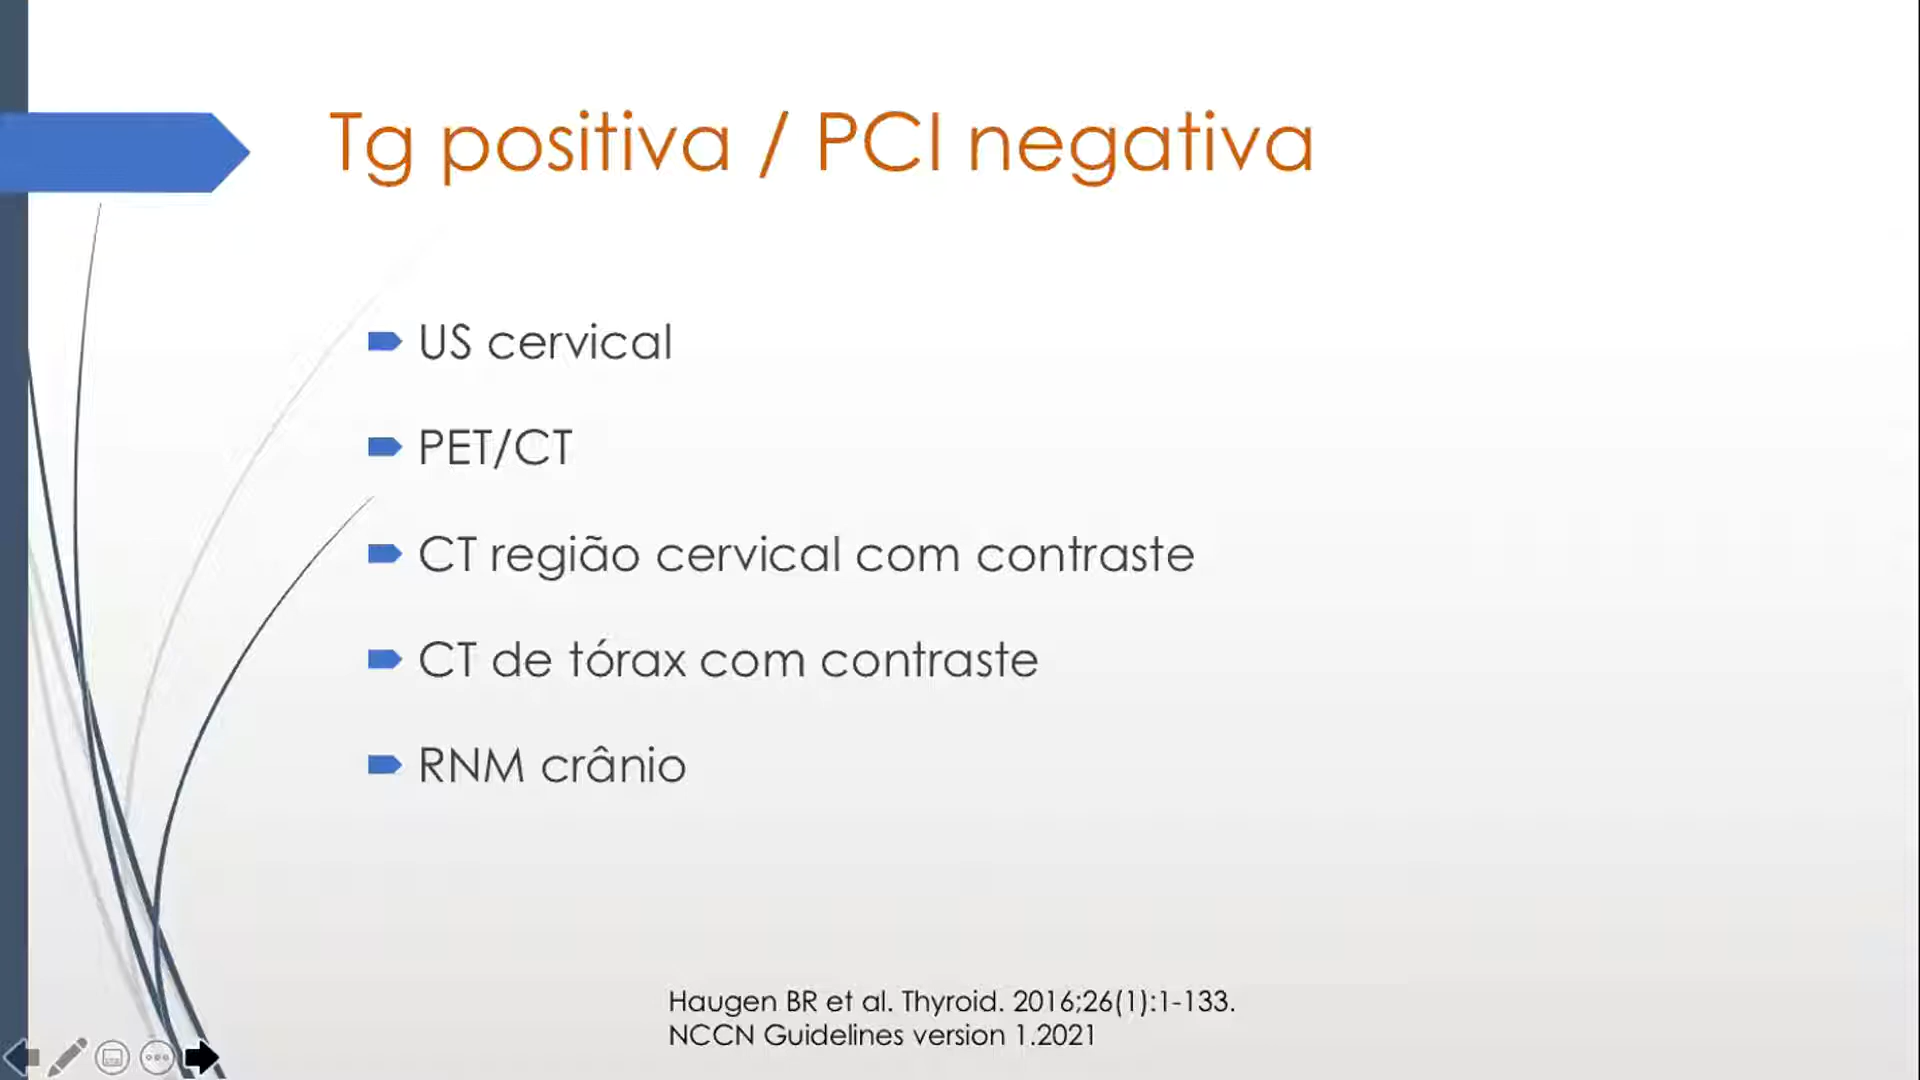 Tg positiva / PCI negativa
US cervical
PET/CT
CT região cervical com contraste
CT de tórax com contraste
RNM crânio
Haugen BR et al. Thyroid. 2016;26(1):1-133.
NCCN Guidelines version 1.2021